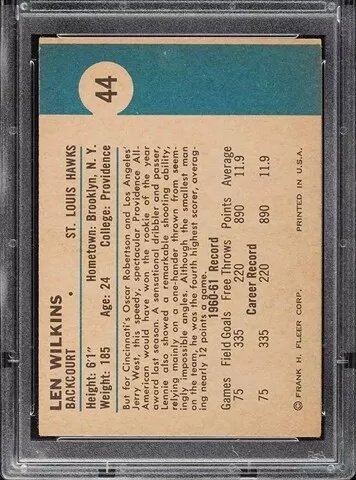 44
LEN WILKINS
BACKCOURT ST. LOUIS HAWKS
Height: 6'1" Hometown: Brooklyn, N. Y.
Weight: 185 Age: 24 College: Providence
But for Cincinnati's Oscar Robertson and Los Angeles'
Jerry West, this speedy, spectacular Providence All-
American would have won the rookie of the year
award last season. A sensational dribbler and passer,
Lennie also showed a remarkable shooting ability,
relying mainly on a one-hander thrown from seem-
ingly impossible angles. Although the smallest man
on the team, he was the fourth highest scorer, averag-
ing nearly 12 points a game.
1960-61 Record
Games Field Goals Free Throws Points Average
75 335 220 890 11.9
Career Record
75 335 220 890 11.9
© FRANK H. FLEER CORP. PRINTED IN U.S.A.